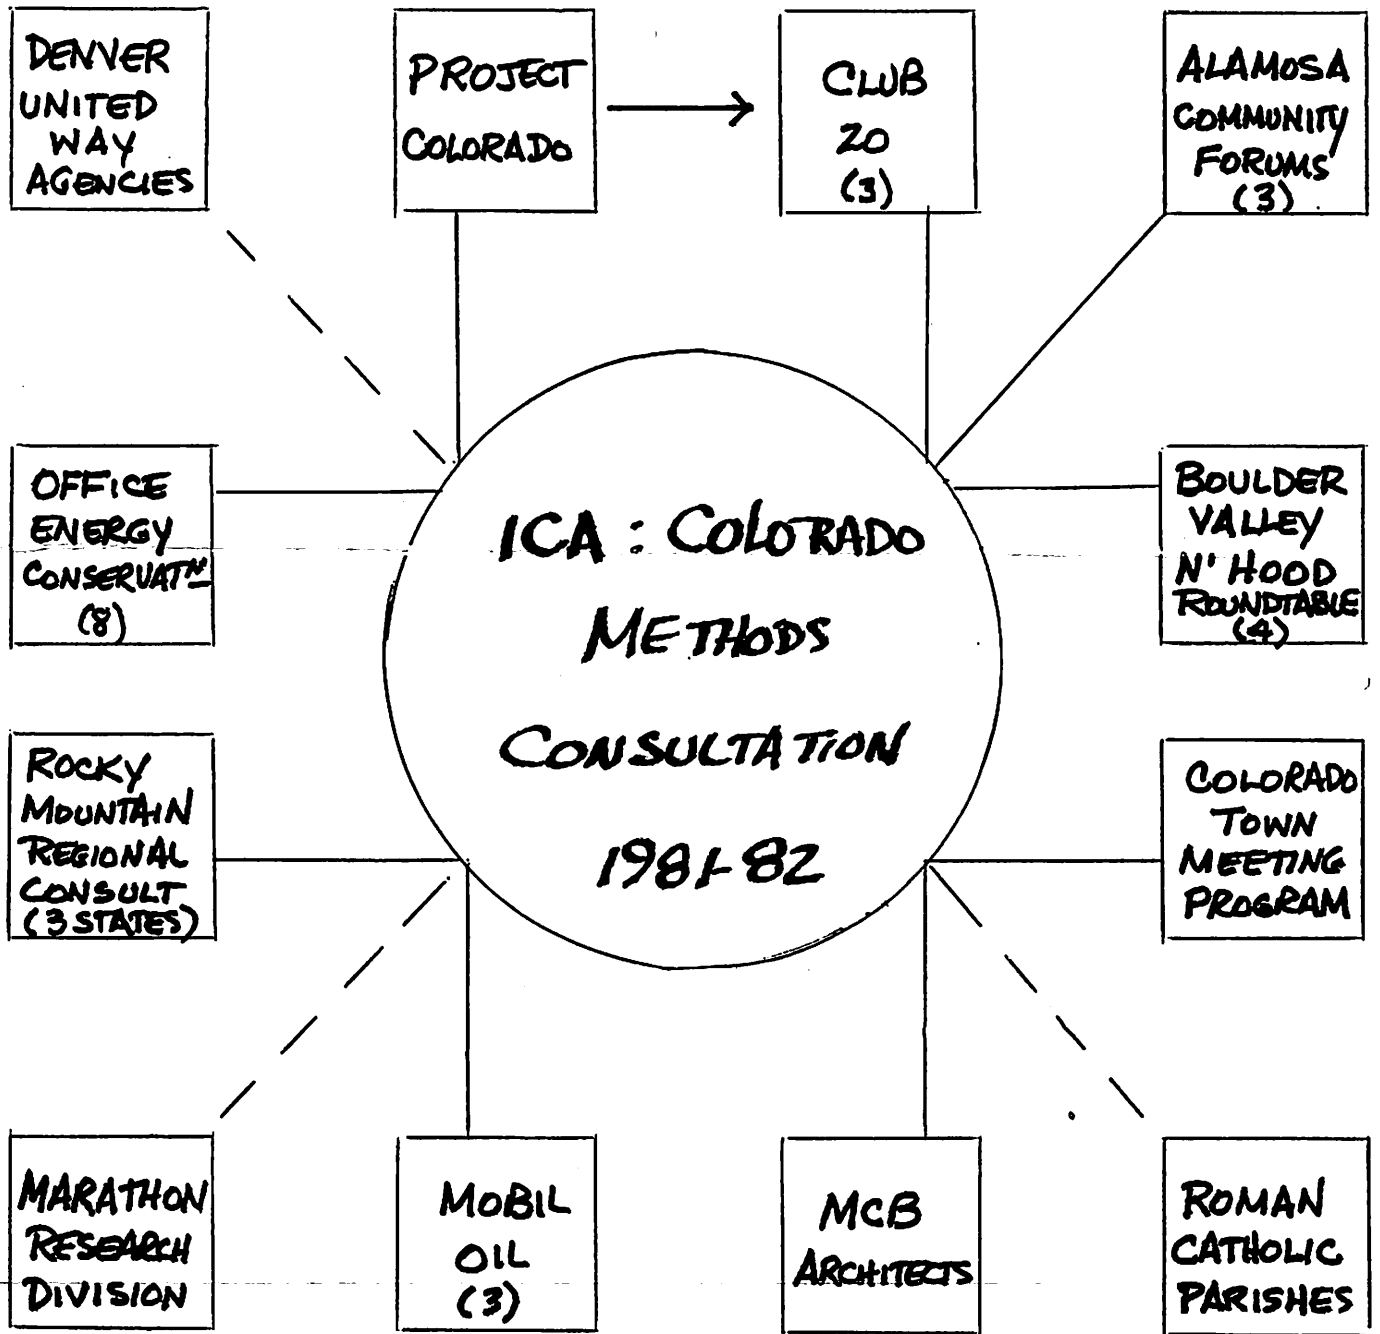 DENVER
UNITED
WAY
AGENCIES
PROJECT
COLORADO
CLUB
20
(3)
ALAMOSA
COMMUNITY
FORUMS
(3)
OFFICE
ENERGY
CONSERVATN
(8)
ICA : COLORADO
METHODS
CONSULTATION
1981-82
BOULDER
VALLEY
N'HOOD
ROUNDTABLE
(4)
ROCKY
MOUNTAIN
REGIONAL
CONSULT
(3 STATES)
COLORADO
TOWN
MEETING
PROGRAM
MARATHON
RESEARCH
DIVISION
MOBIL
OIL
(3)
MCB
ARCHITECTS
ROMAN
CATHOLIC
PARISHES